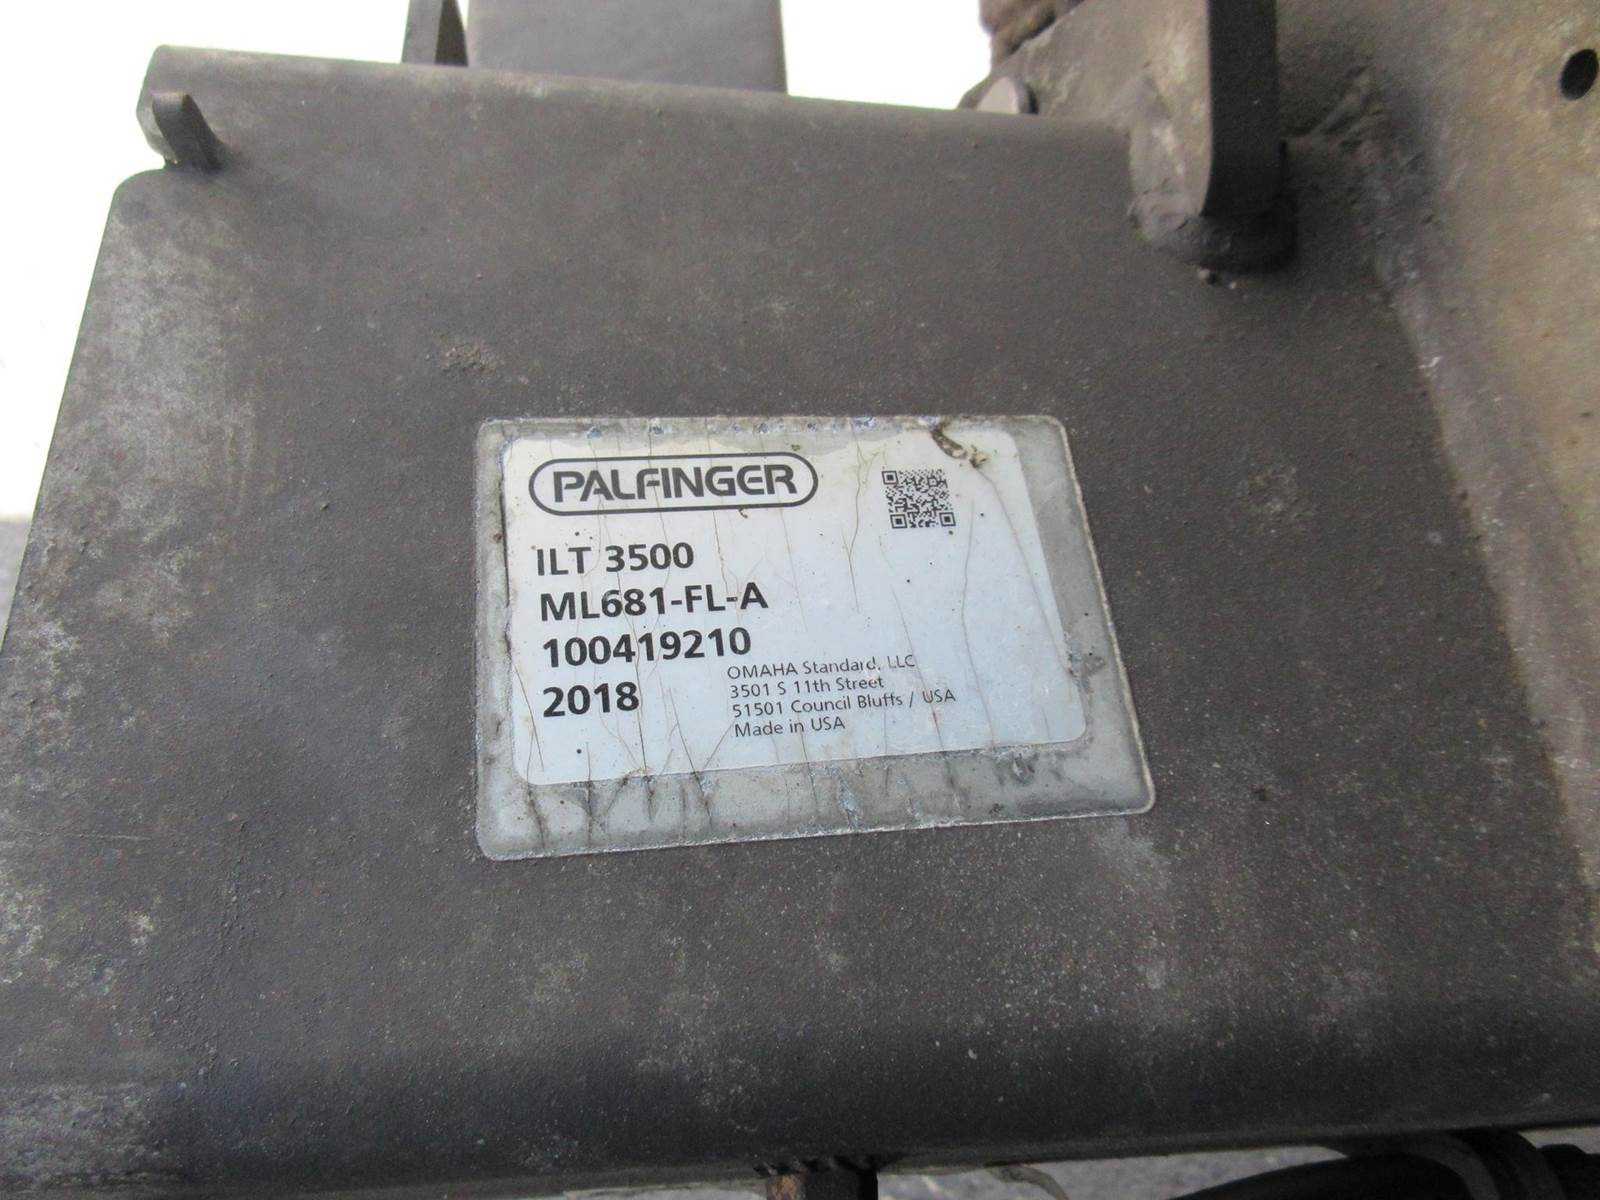 PALFINGER
ILT 3500
ML681-FL-A
100419210
2018
OMAHA Standard, LLC
3501 S 11th Street
51501 Council Bluffs / USA
Made in USA